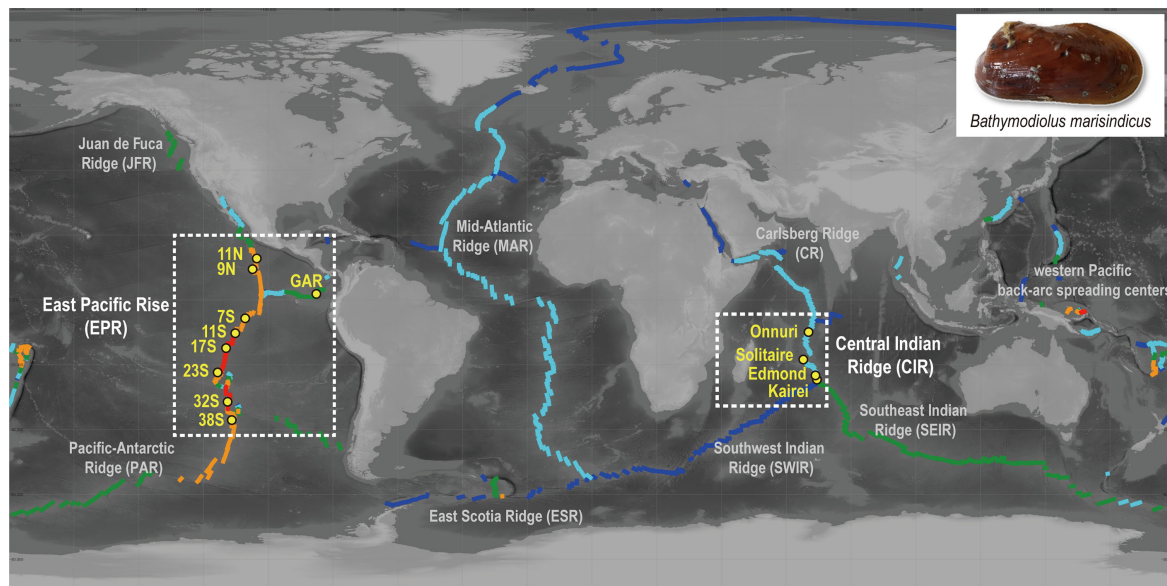 Bathymodiolus marisindicus
Juan de Fuca
Ridge (JFR)
Mid-Atlantic
Ridge (MAR)
Carlsberg Ridge
(CR)
western Pacific
back-arc spreading centers
11N
9N
GAR
East Pacific Rise
(EPR)
7S
11S
17S
23S
32S
38S
Onnuri
Solitaire
Edmond
Kairei
Central Indian
Ridge (CIR)
Pacific-Antarctic
Ridge (PAR)
Southwest Indian
Ridge (SWIR)
Southeast Indian
Ridge (SEIR)
East Scotia Ridge (ESR)